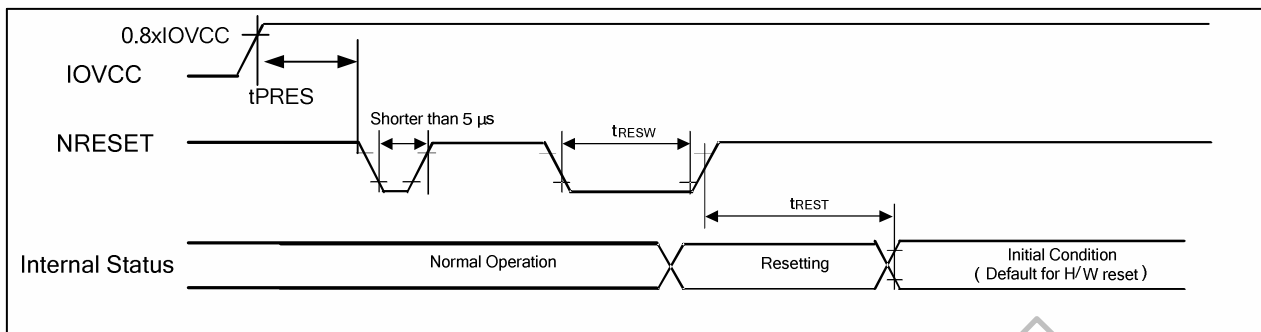 0.8xIOVCC
IOVCC
tPRES
Shorter than 5 µs
NRESET
tRESW
tREST
Internal Status
Normal Operation
Resetting
Initial Condition
( Default for H/W reset )